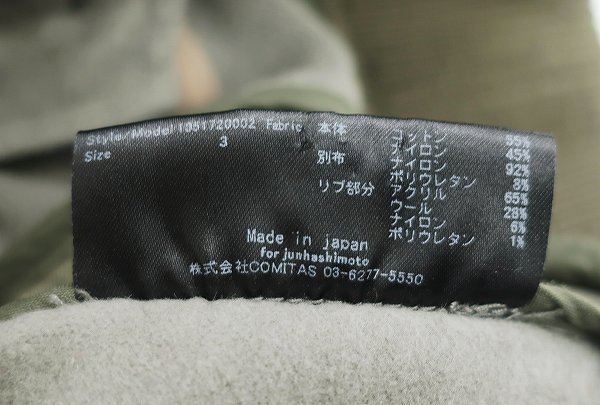 Style/Model 1051720002 Fabric
Size 3
本体 コットン 55%
ナイロン 45%
別布 ナイロン 92%
ポリウレタン 8%
リブ部分 アクリル 65%
ウール 28%
ナイロン 6%
ポリウレタン 1%
Made in japan
for junhashimoto
株式会社COMITAS 03-6277-5550